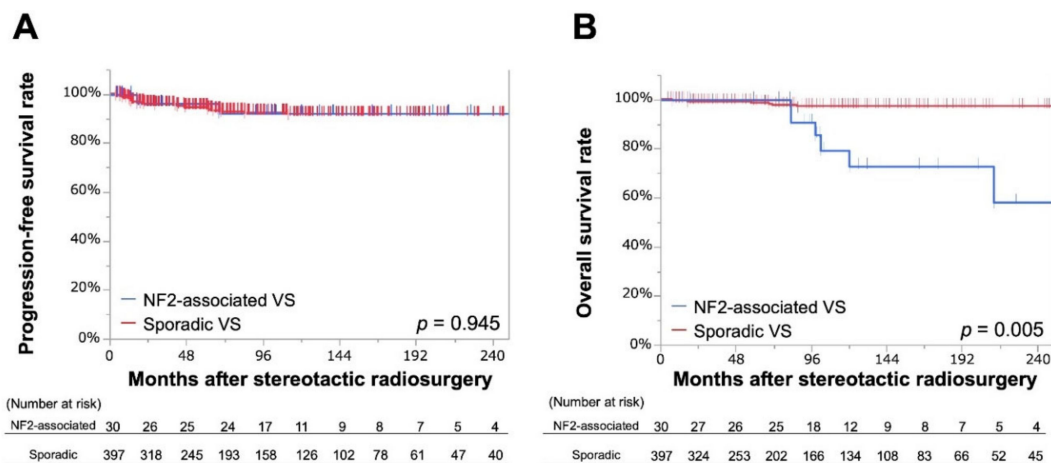 A
Progression-free survival rate
100%
80%
60%
40%
20%
0%
NF2-associated VS
Sporadic VS
p = 0.945
0 48 96 144 192 240
Months after stereotactic radiosurgery
(Number at risk)
NF2-associated 30 26 25 24 17 11 9 8 7 5 4
Sporadic 397 318 245 193 158 126 102 78 61 47 40
B
Overall survival rate
100%
80%
60%
40%
20%
0%
NF2-associated VS
Sporadic VS
p = 0.005
0 48 96 144 192 240
Months after stereotactic radiosurgery
(Number at risk)
NF2-associated 30 27 26 25 18 12 9 8 7 5 4
Sporadic 397 324 253 202 166 134 108 83 66 52 45